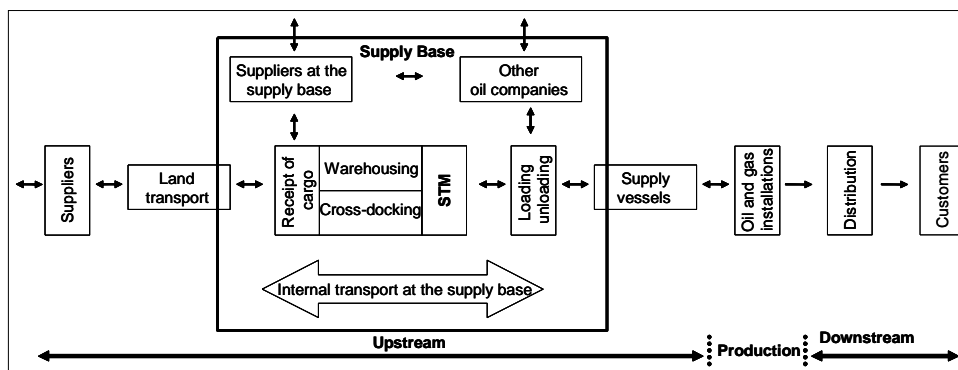 Supply Base
Suppliers at the
supply base
Other
oil companies
Suppliers
Land
transport
Receipt of
cargo
Warehousing
Cross-docking
STM
Loading
unloading
Supply
vessels
Oil and gas
installations
Distribution
Customers
Internal transport at the supply base
Upstream
Production
Downstream